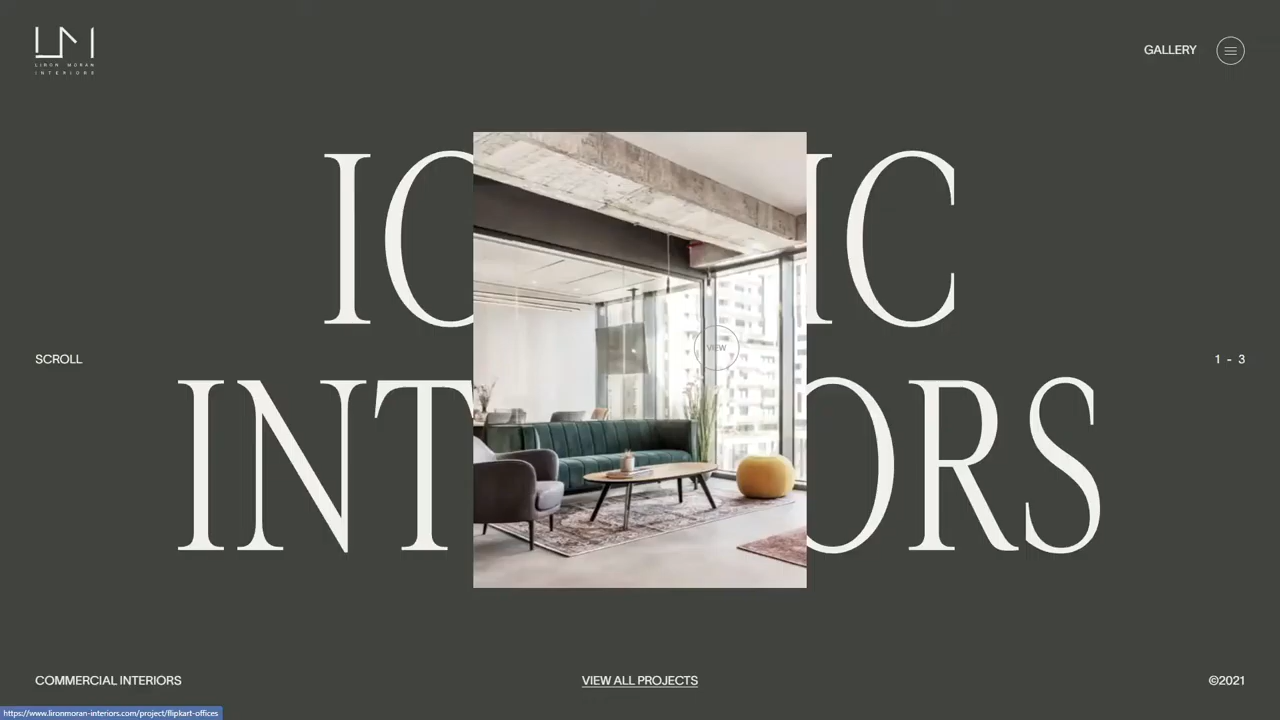 LIRON MORAN
INTERIORS
GALLERY
IC IC
SCROLL
VIEW
1 - 3
INT ORS
COMMERCIAL INTERIORS
VIEW ALL PROJECTS
©2021
https://www.lironmoran-interiors.com/project/flipkart-offices